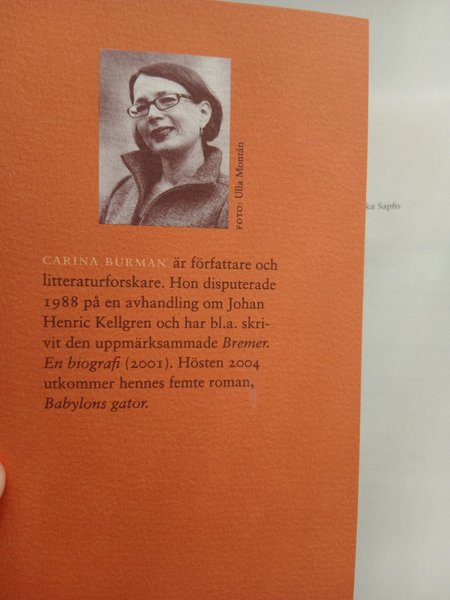 FOTO: Ulla Montán
ka Sapfo
CARINA BURMAN är författare och
litteraturforskare. Hon disputerade
1988 på en avhandling om Johan
Henric Kellgren och har bl.a. skri-
vit den uppmärksammade Bremer.
En biografi (2001). Hösten 2004
utkommer hennes femte roman,
Babylons gator.